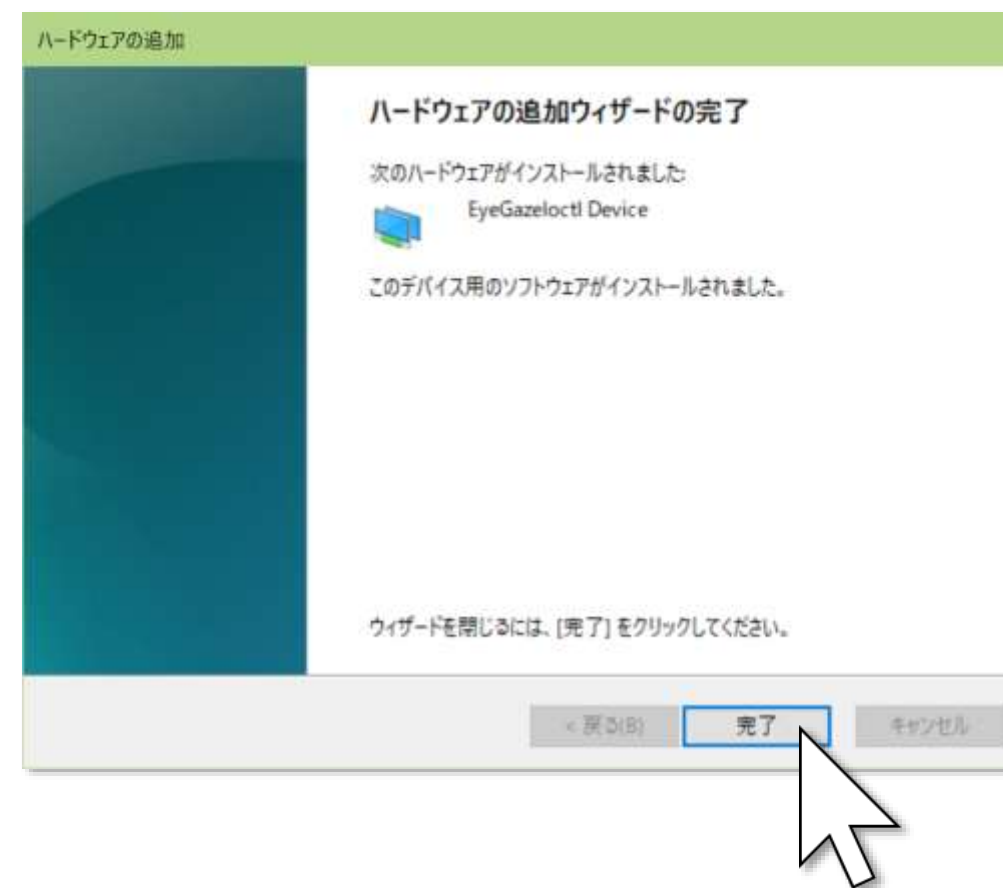 ハードウェアの追加
ハードウェアの追加ウィザードの完了
次のハードウェアがインストールされました:
EyeGazeIoctl Device
このデバイス用のソフトウェアがインストールされました。
ウィザードを閉じるには、[完了] をクリックしてください。
< 戻る(B)
完了
キャンセル